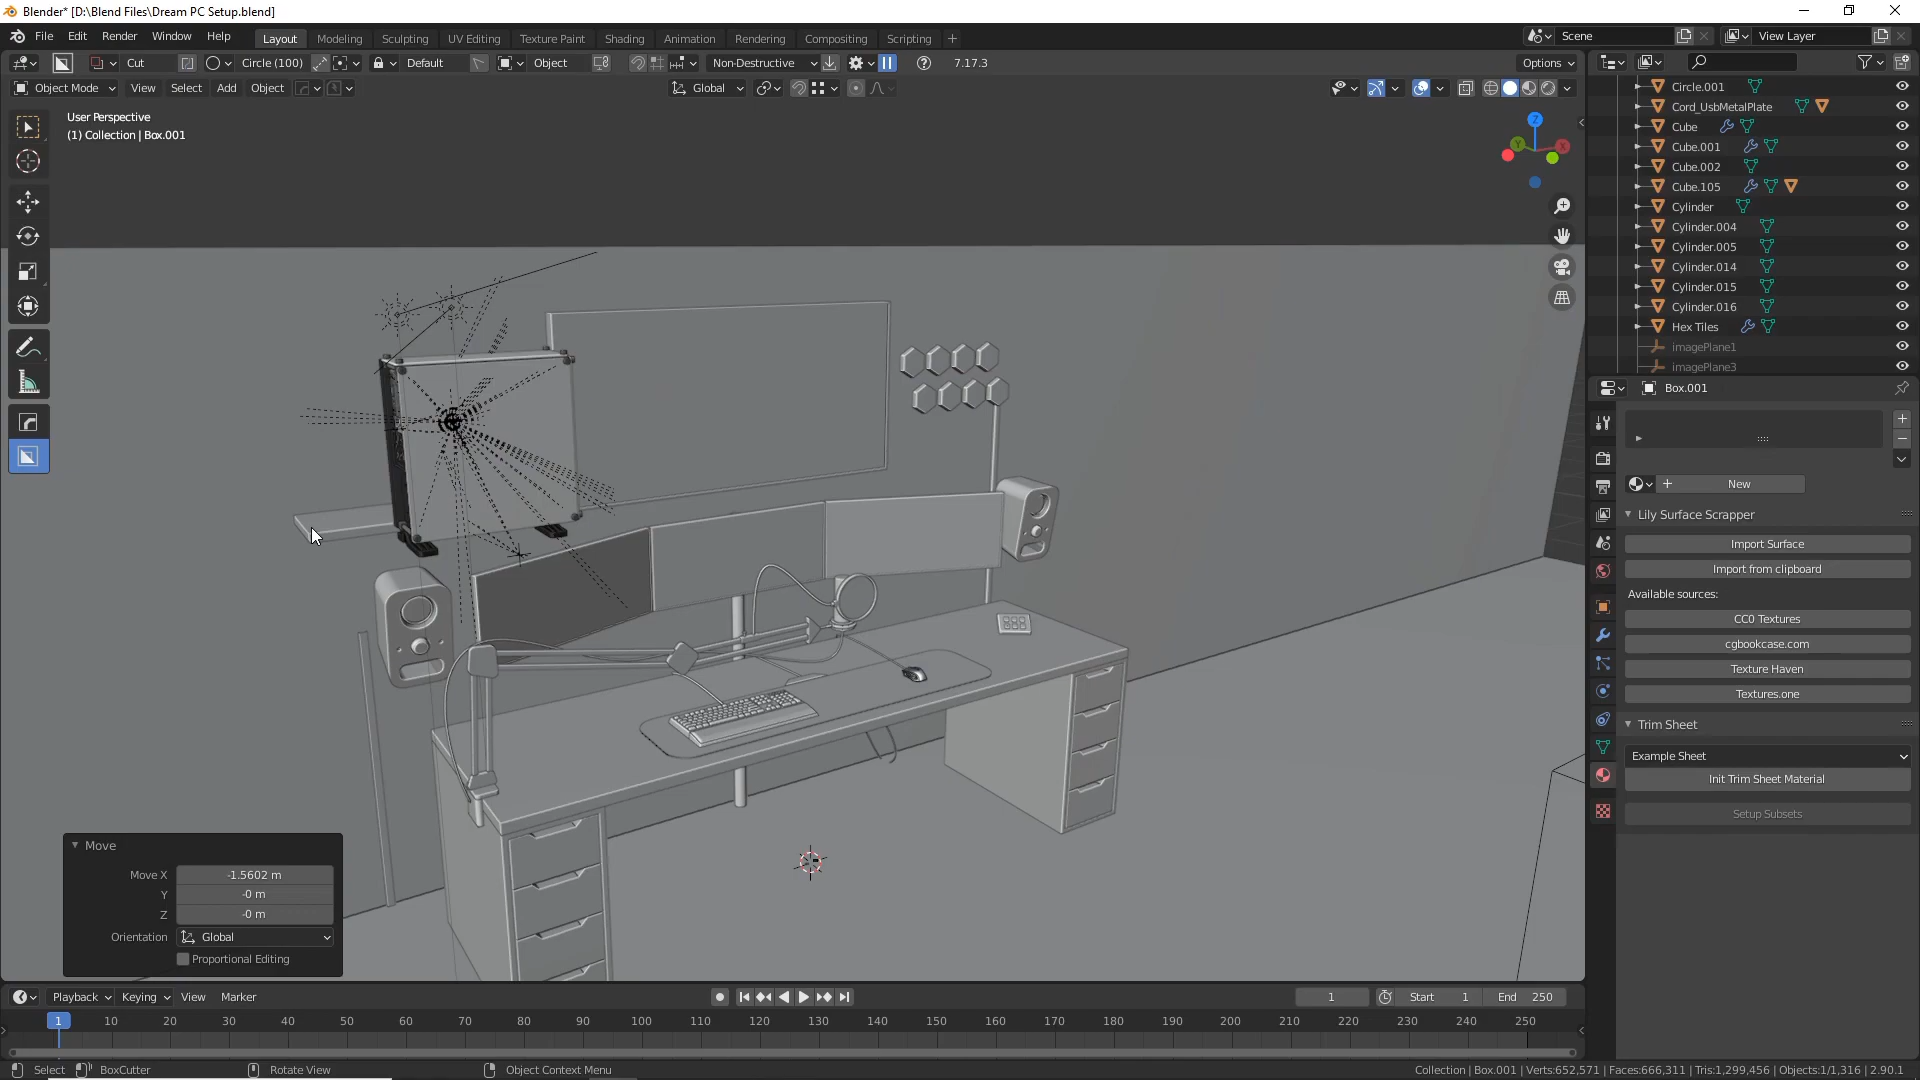 Blender* [D:\Blend Files\Dream PC Setup.blend]
File Edit Render Window Help
Layout Modeling Sculpting UV Editing Texture Paint Shading Animation Rendering Compositing Scripting +
Scene
View Layer
Cut Circle (100) Default Object Non-Destructive 7.17.3 Options
Object Mode View Select Add Object Global
User Perspective
(1) Collection | Box.001
Z
Y
X
Circle.001
Cord_UsbMetalPlate
Cube
Cube.001
Cube.002
Cube.105
Cylinder
Cylinder.004
Cylinder.005
Cylinder.014
Cylinder.015
Cylinder.016
Hex Tiles
imagePlane1
imagePlane3
Box.001
New
Lily Surface Scrapper
Import Surface
Import from clipboard
Available sources:
CC0 Textures
cgbookcase.com
Texture Haven
Textures.one
Trim Sheet
Example Sheet
Init Trim Sheet Material
Setup Subsets
Move
Move X -1.5602 m
Y -0 m
Z -0 m
Orientation Global
Proportional Editing
Playback Keying View Marker 1 Start 1 End 250
1 10 20 30 40 50 60 70 80 90 100 110 120 130 140 150 160 170 180 190 200 210 220 230 240 250
Select BoxCutter Rotate View Object Context Menu Collection | Box.001 | Verts:652,571 | Faces:666,311 | Tris:1,299,456 | Objects:1/1,316 | 2.90.1